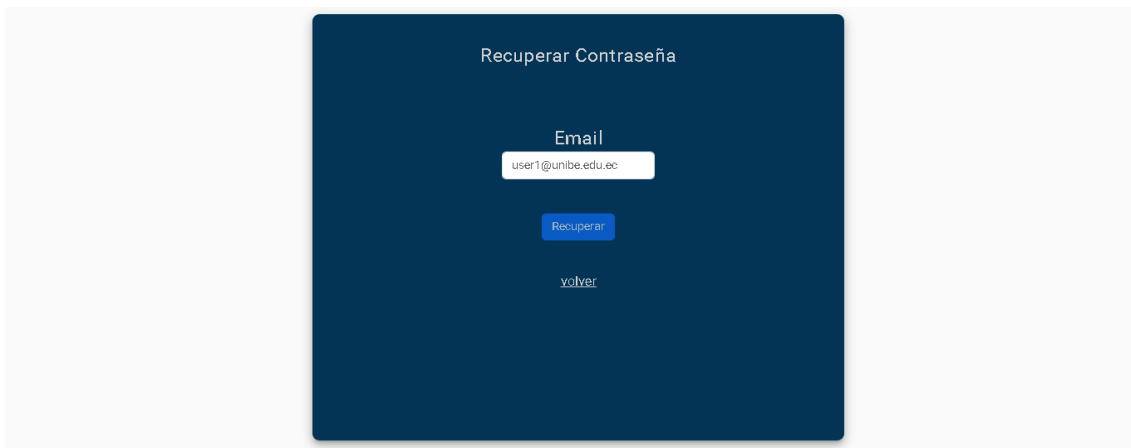 Recuperar Contraseña
Email
user1@unibe.edu.ec
Recuperar
volver